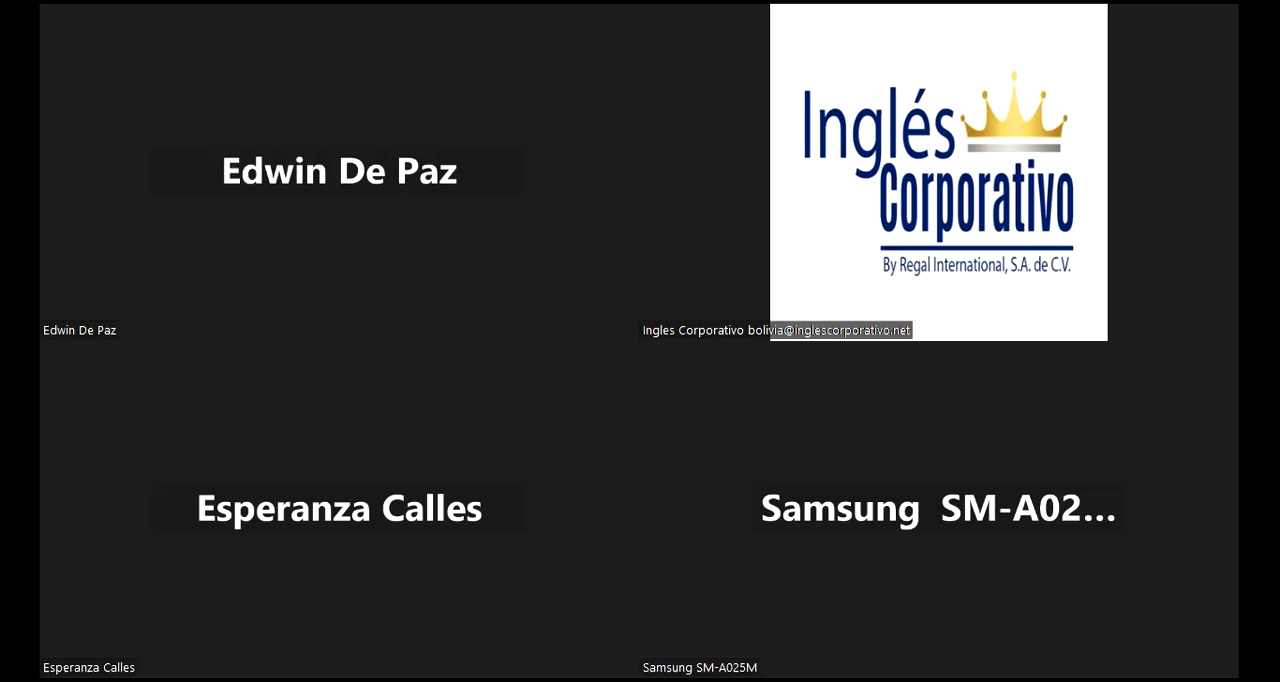 Edwin De Paz
Edwin De Paz
Inglés
Corporativo
By Regal International, S.A. de C.V.
Ingles Corporativo bolivia@inglescorporativo.net
Esperanza Calles
Esperanza Calles
Samsung SM-A02...
Samsung SM-A025M